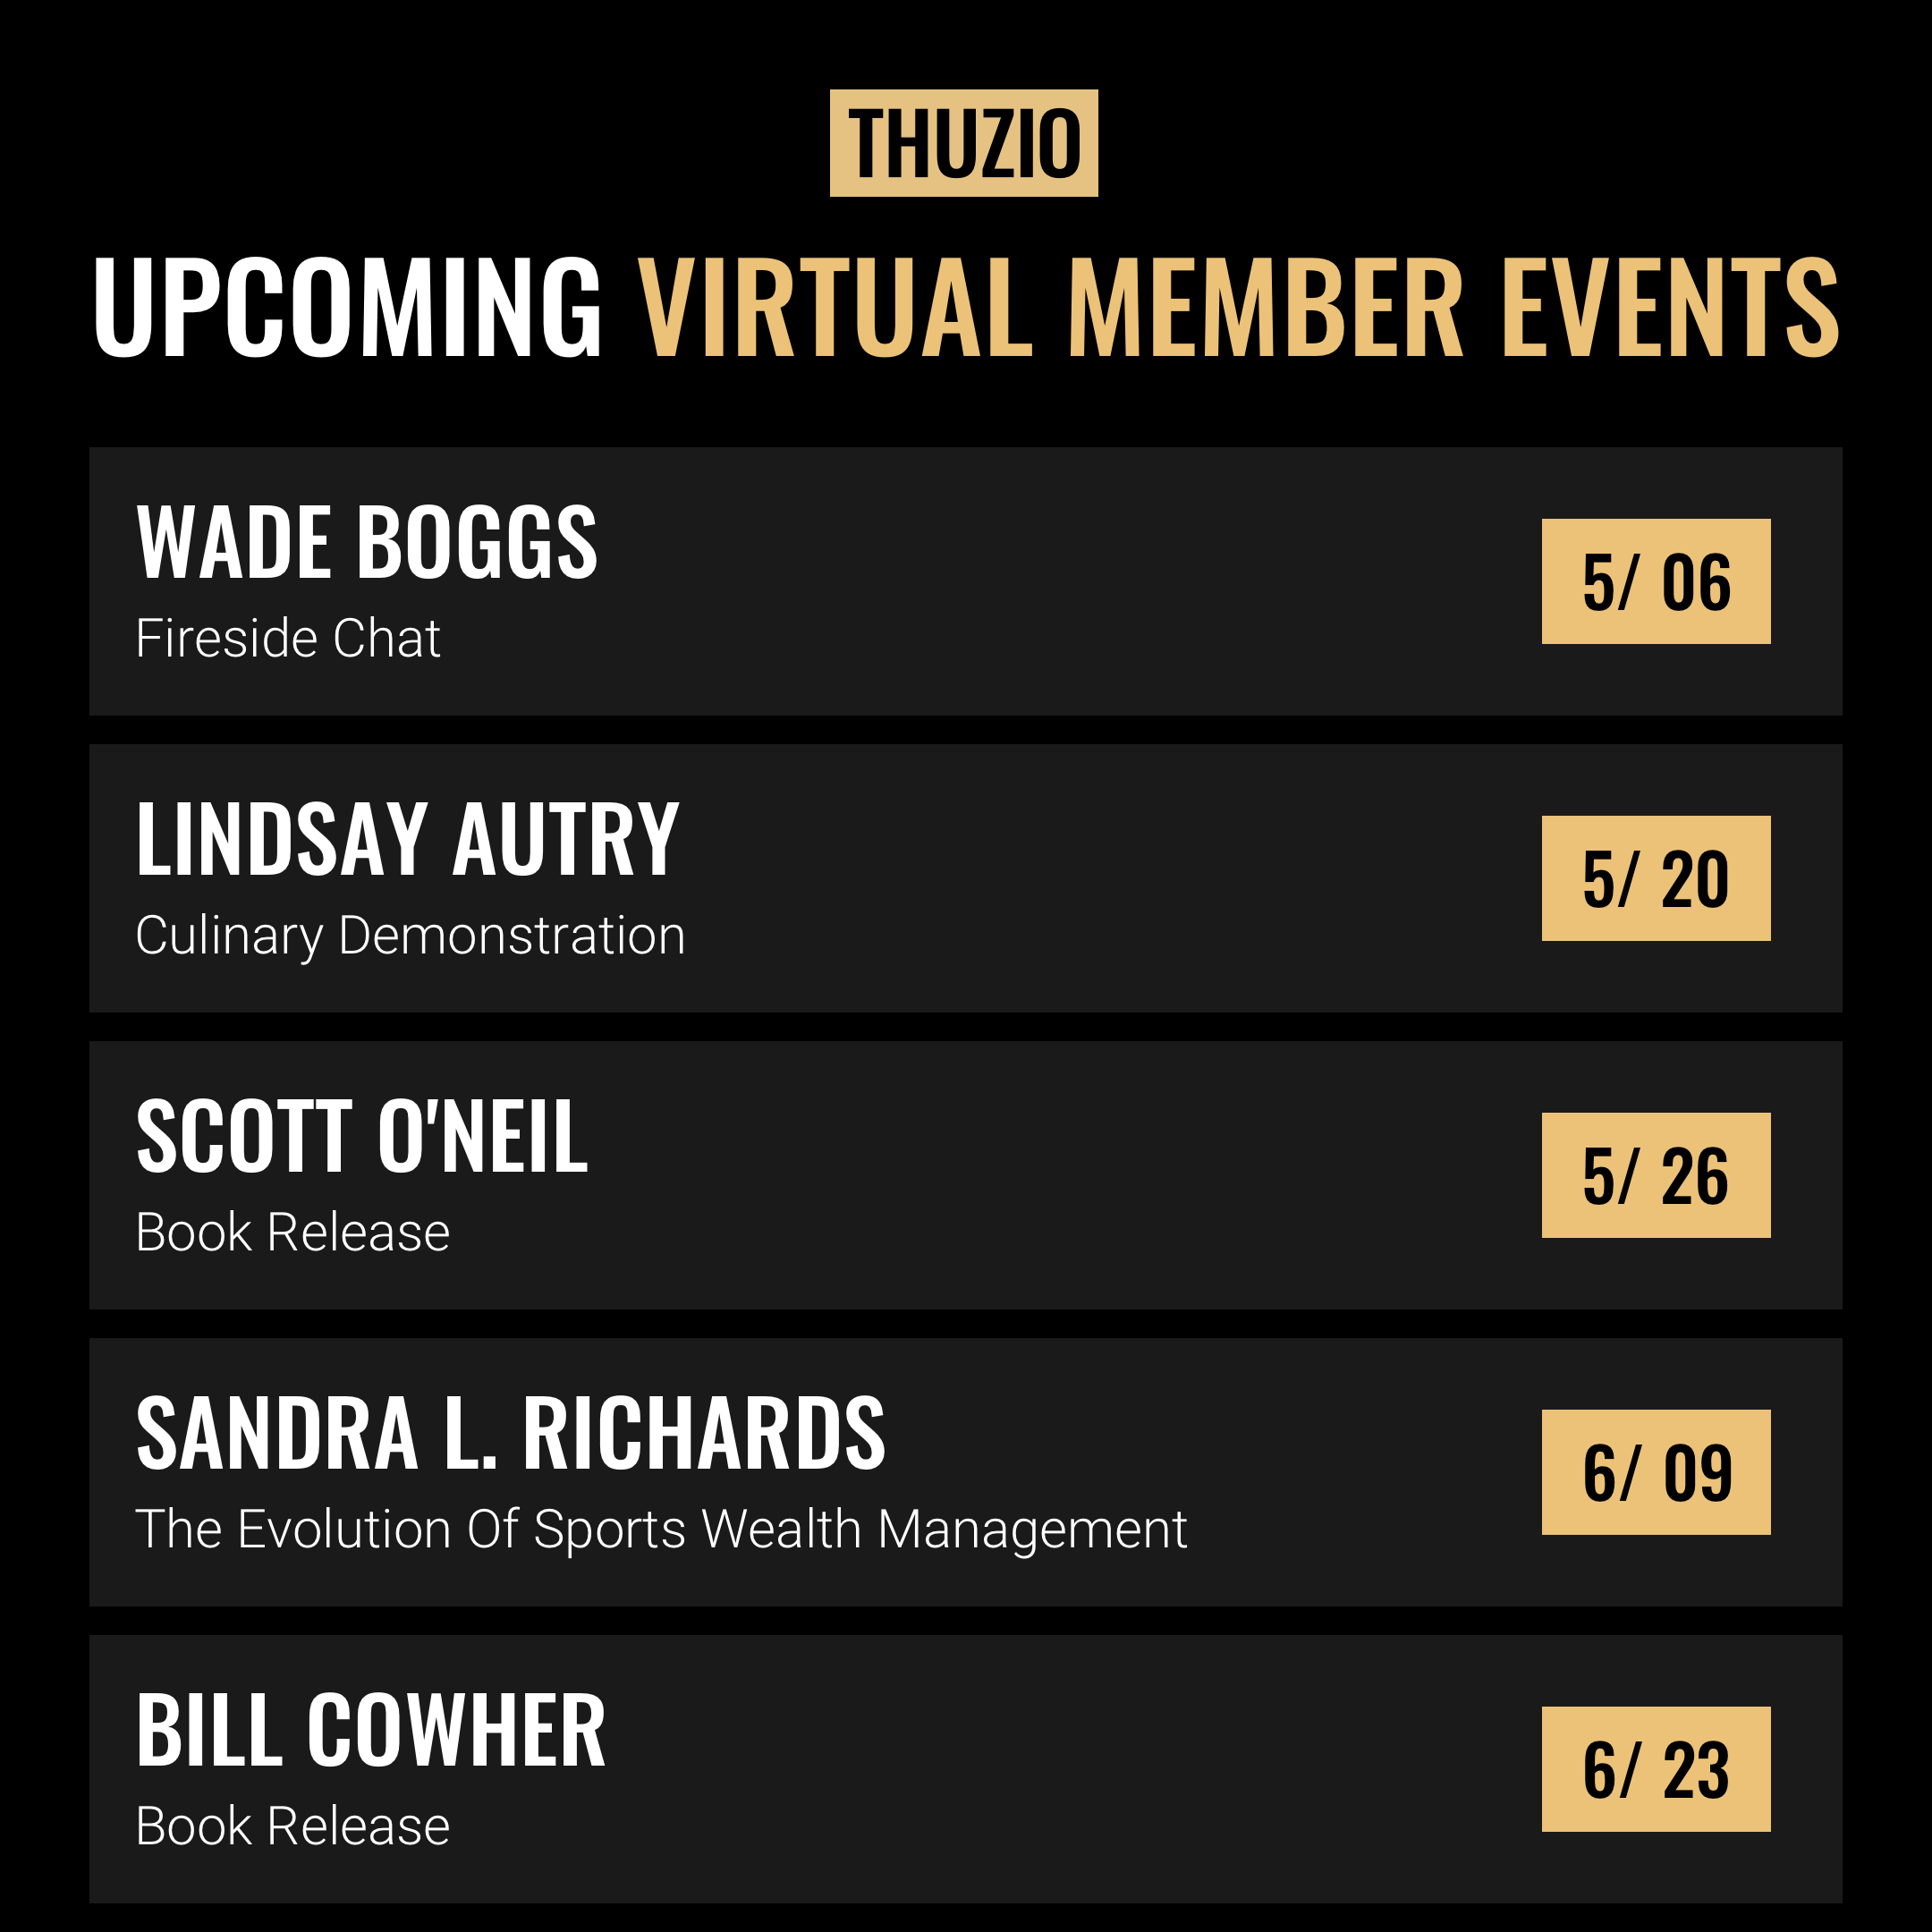 THUZIO
UPCOMING VIRTUAL MEMBER EVENTS
WADE BOGGS
Fireside Chat
5/ 06
LINDSAY AUTRY
Culinary Demonstration
5/ 20
SCOTT O'NEIL
Book Release
5/ 26
SANDRA L. RICHARDS
The Evolution Of Sports Wealth Management
6/ 09
BILL COWHER
Book Release
6/ 23